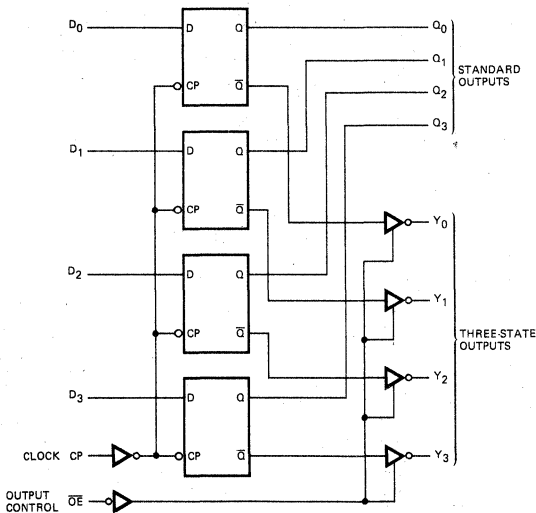 D0 D Q Q0
CP Q̅
Q1
STANDARD
OUTPUTS
Q2
Q3
D1 D Q
CP Q̅
Y0
D2 D Q
CP Q̅
Y1
THREE-STATE
OUTPUTS
Y2
D3 D Q
CLOCK CP CP Q̅ Y3
OUTPUT
CONTROL O̅E̅